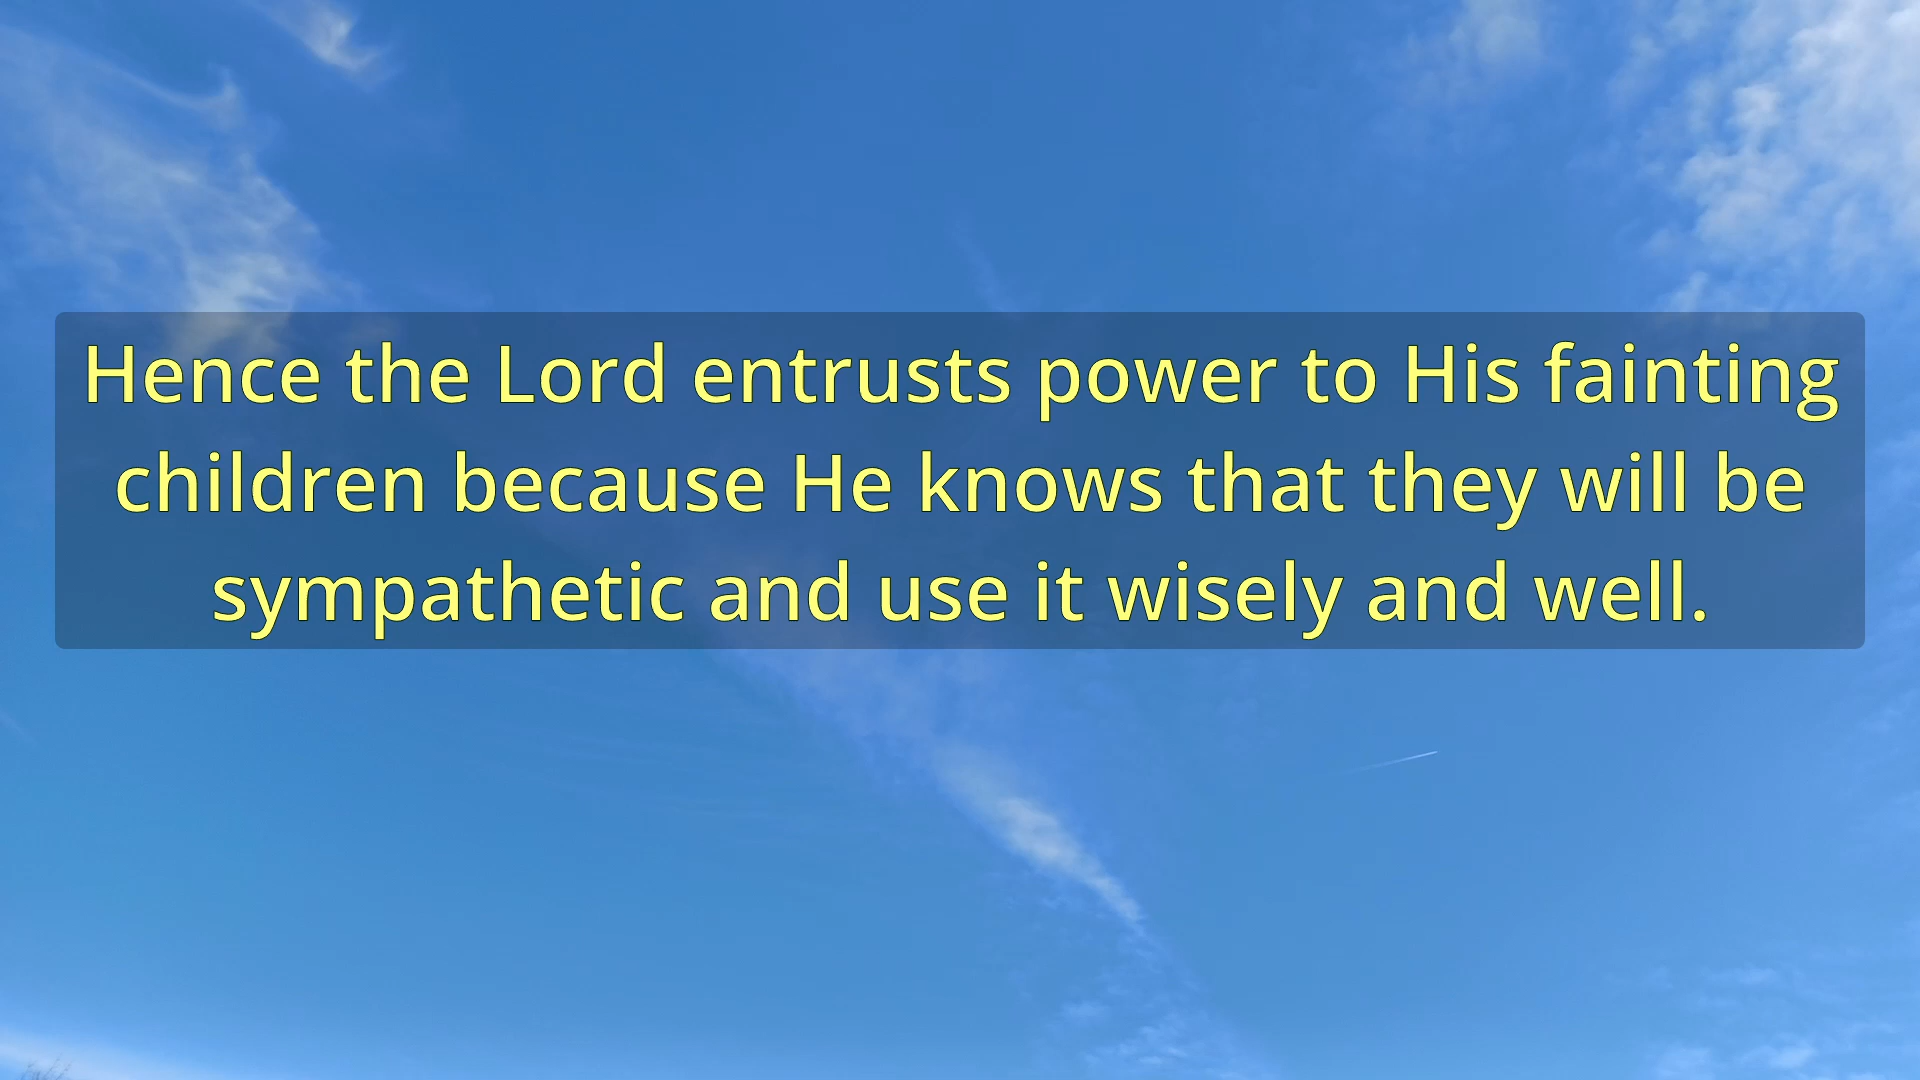 Hence the Lord entrusts power to His fainting
children because He knows that they will be
sympathetic and use it wisely and well.